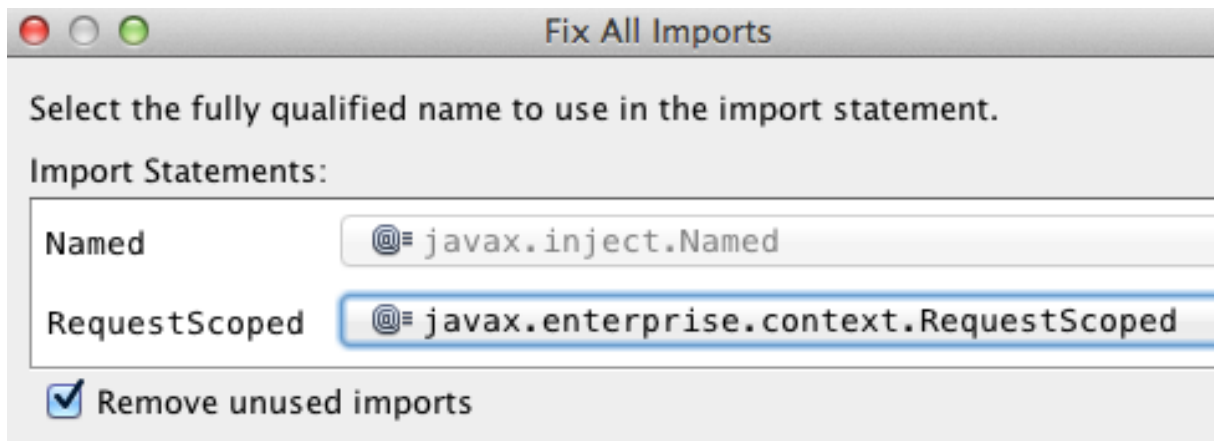 Fix All Imports
Select the fully qualified name to use in the import statement.
Import Statements:
Named javax.inject.Named
RequestScoped javax.enterprise.context.RequestScoped
Remove unused imports